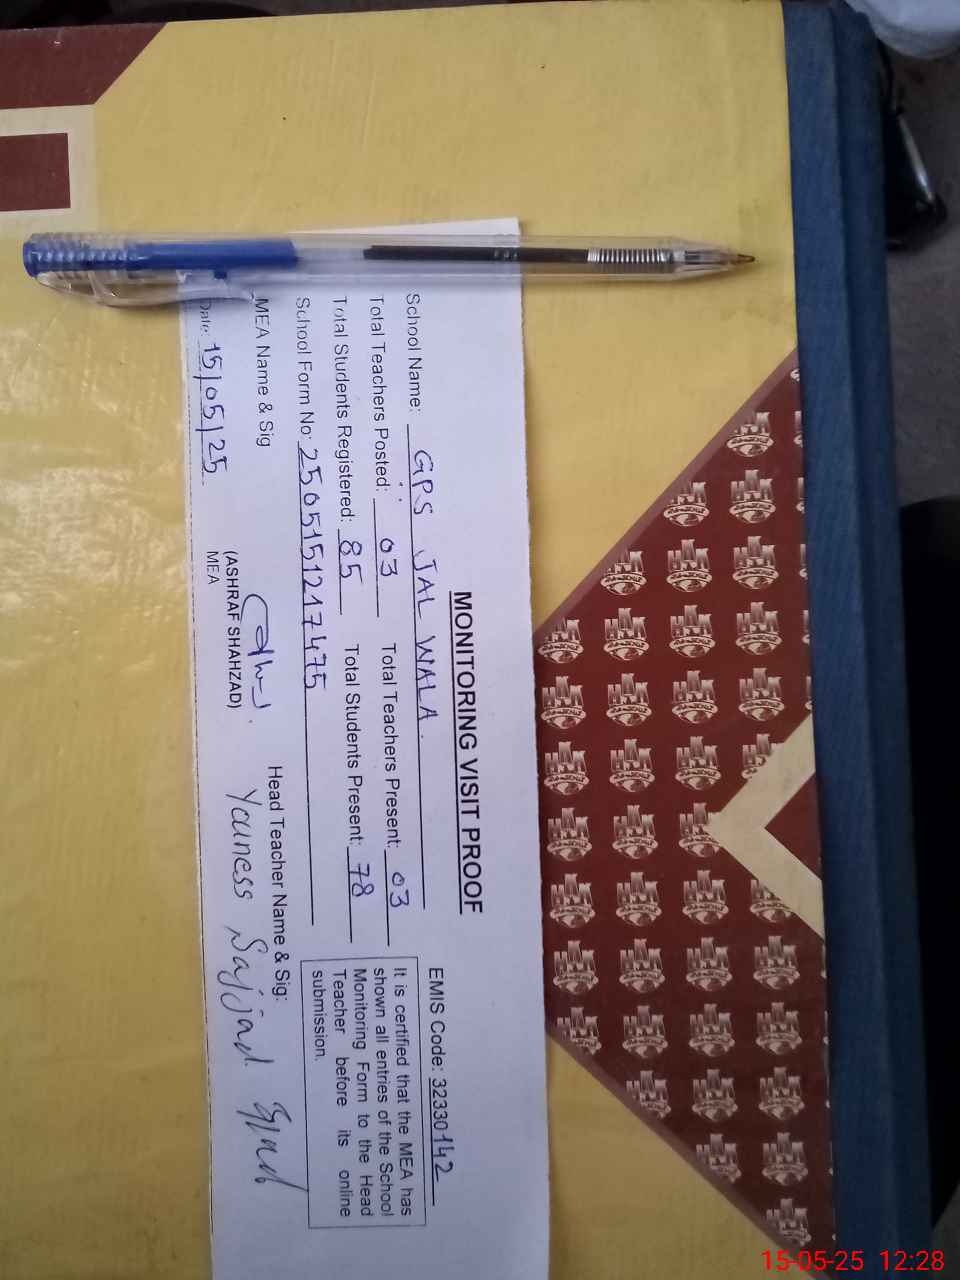 MONITORING VISIT PROOF
EMIS Code: 32330142
School Name: GPS JAL WALA.
Total Teachers Posted: 03 Total Teachers Present: 03
Total Students Registered: 85 Total Students Present: 78
School Form No: 2505151217475
It is certified that the MEA has
shown all entries of the School
Monitoring Form to the Head
Teacher before its online
submission.
MEA Name & Sig
Head Teacher Name & Sig:
(ASHRAF SHAHZAD)
MEA
Youness Sajjad
Date: 15/05/25
15-05-25 12:28